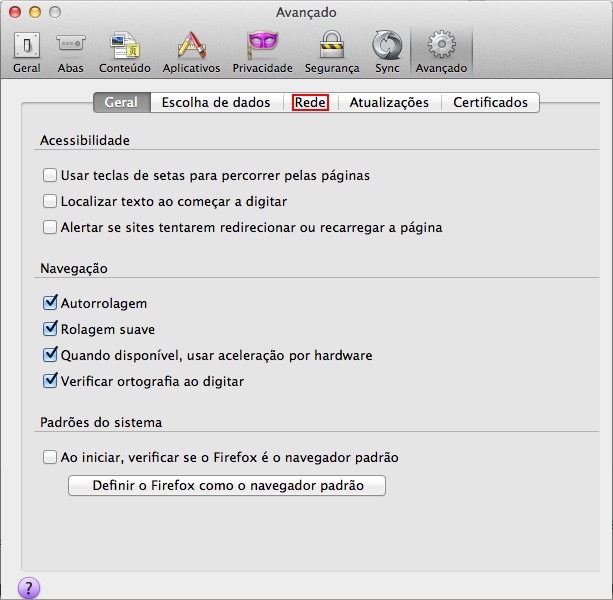 Avançado
Geral Abas Conteúdo Aplicativos Privacidade Segurança Sync Avançado
Geral Escolha de dados Rede Atualizações Certificados
Acessibilidade
Usar teclas de setas para percorrer pelas páginas
Localizar texto ao começar a digitar
Alertar se sites tentarem redirecionar ou recarregar a página
Navegação
Autorrolagem
Rolagem suave
Quando disponível, usar aceleração por hardware
Verificar ortografia ao digitar
Padrões do sistema
Ao iniciar, verificar se o Firefox é o navegador padrão
Definir o Firefox como o navegador padrão
?